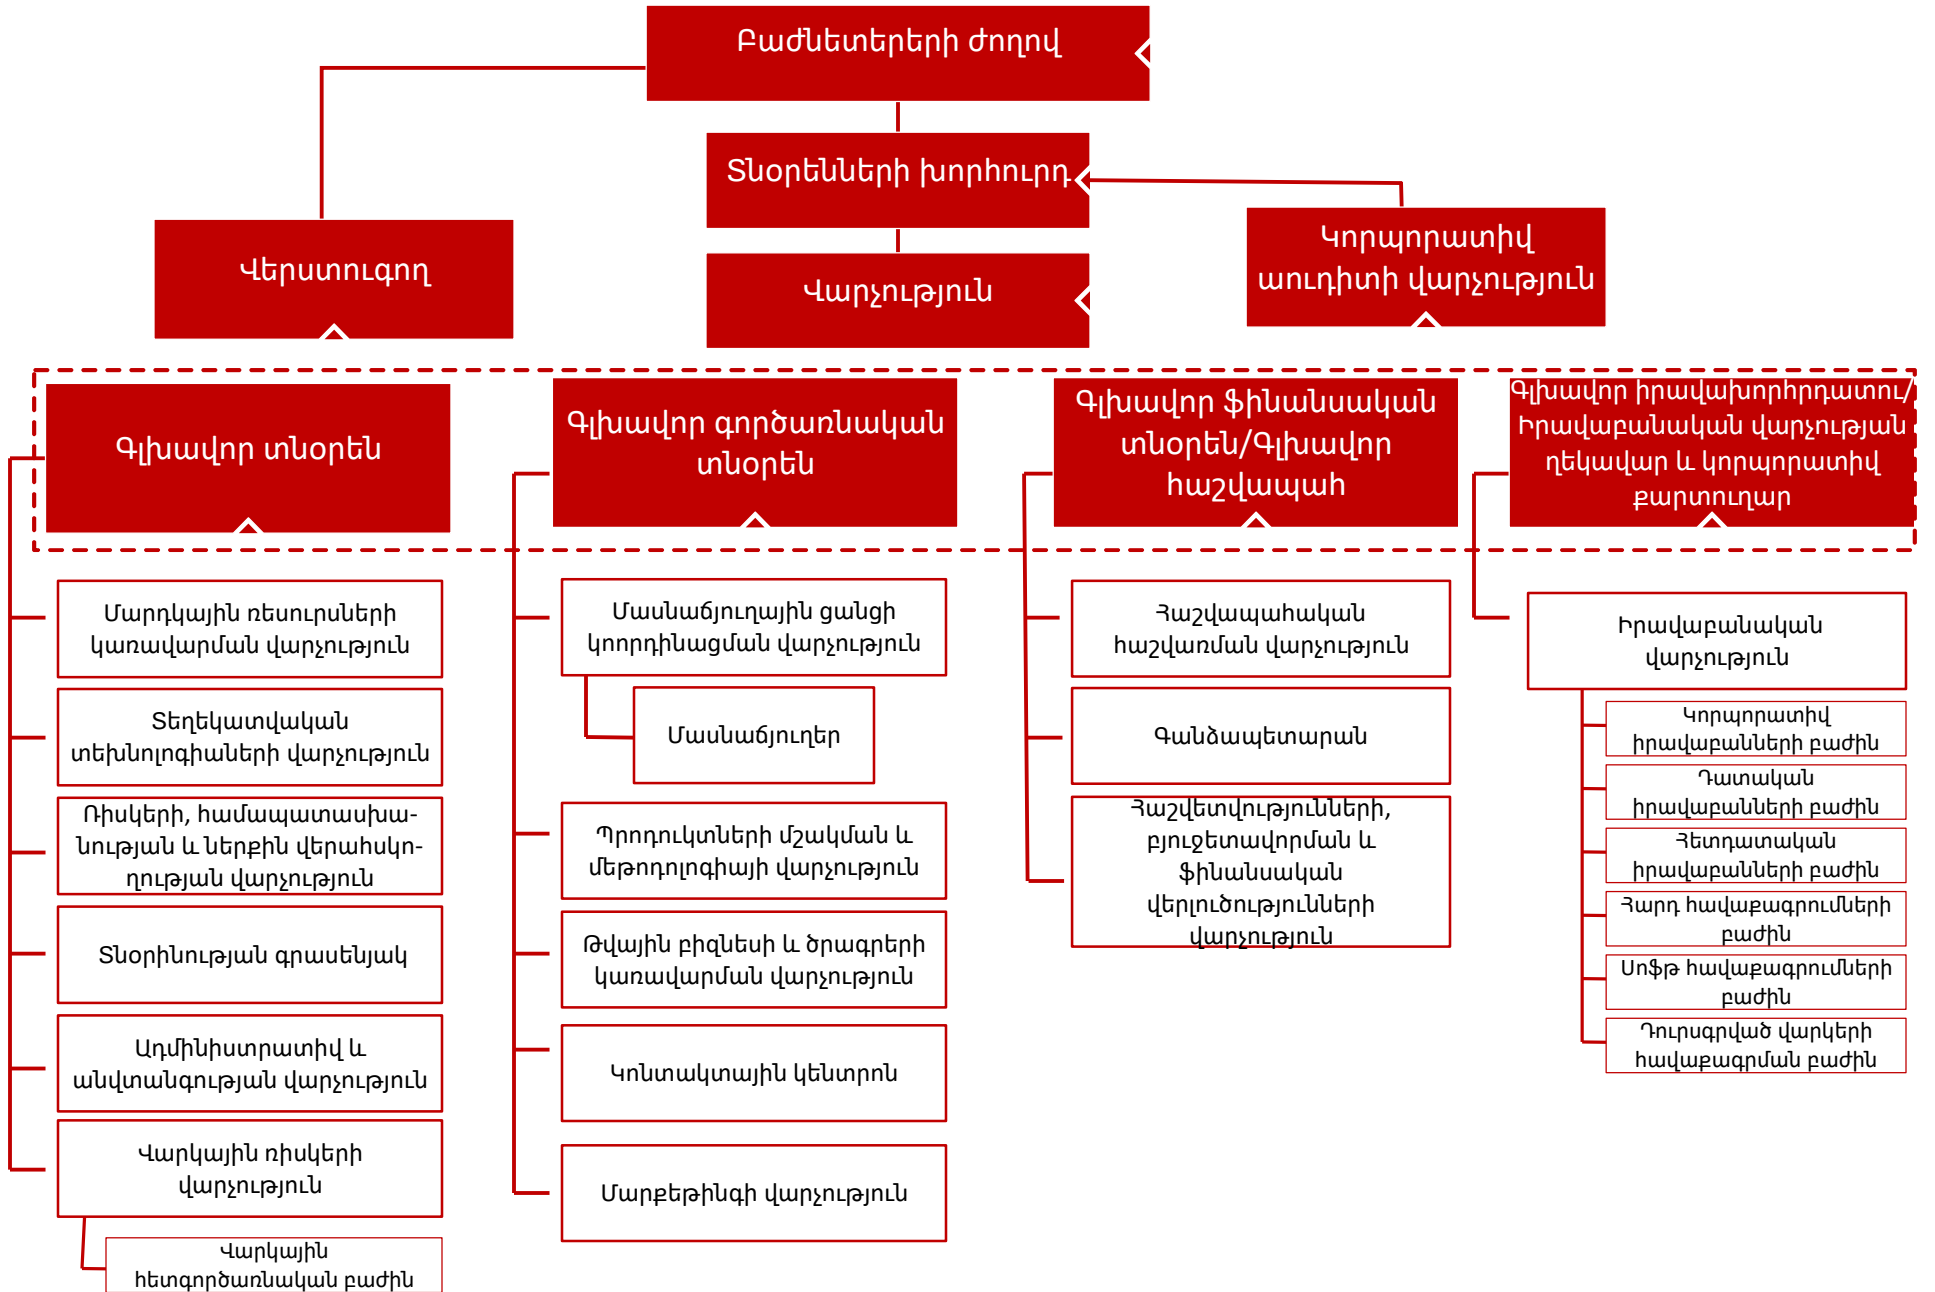 Բաժնետերերի ժողով
Տնօրենների խորհուրդ
Վերստուգող
Վարչություն
Կորպորատիվ
աուդիտի վարչություն
Գլխավոր տնօրեն
Գլխավոր գործառնական
տնօրեն
Գլխավոր ֆինանսական
տնօրեն/Գլխավոր
հաշվապահ
Գլխավոր իրավախորհրդատու/
Իրավաբանական վարչության
ղեկավար և կորպորատիվ
քարտուղար
Մարդկային ռեսուրսների
կառավարման վարչություն
Տեղեկատվական
տեխնոլոգիաների վարչություն
Ռիսկերի, համապատասխա-
նության և ներքին վերահսկո-
ղության վարչություն
Տնօրինության գրասենյակ
Ադմինիստրատիվ և
անվտանգության վարչություն
Վարկային ռիսկերի
վարչություն
Վարկային
հետգործառնական բաժին
Մասնաճյուղային ցանցի
կոորդինացման վարչություն
Մասնաճյուղեր
Պրոդուկտների մշակման և
մեթոդոլոգիայի վարչություն
Թվային բիզնեսի և ծրագրերի
կառավարման վարչություն
Կոնտակտային կենտրոն
Մարքեթինգի վարչություն
Հաշվապահական
հաշվառման վարչություն
Գանձապետարան
Հաշվետվությունների,
բյուջետավորման և
ֆինանսական
վերլուծությունների
վարչություն
Իրավաբանական
վարչություն
Կորպորատիվ
իրավաբանների բաժին
Դատական
իրավաբանների բաժին
Հետդատական
իրավաբանների բաժին
Հարդ հավաքագրումների
բաժին
Սոֆթ հավաքագրումների
բաժին
Դուրսգրված վարկերի
հավաքագրման բաժին